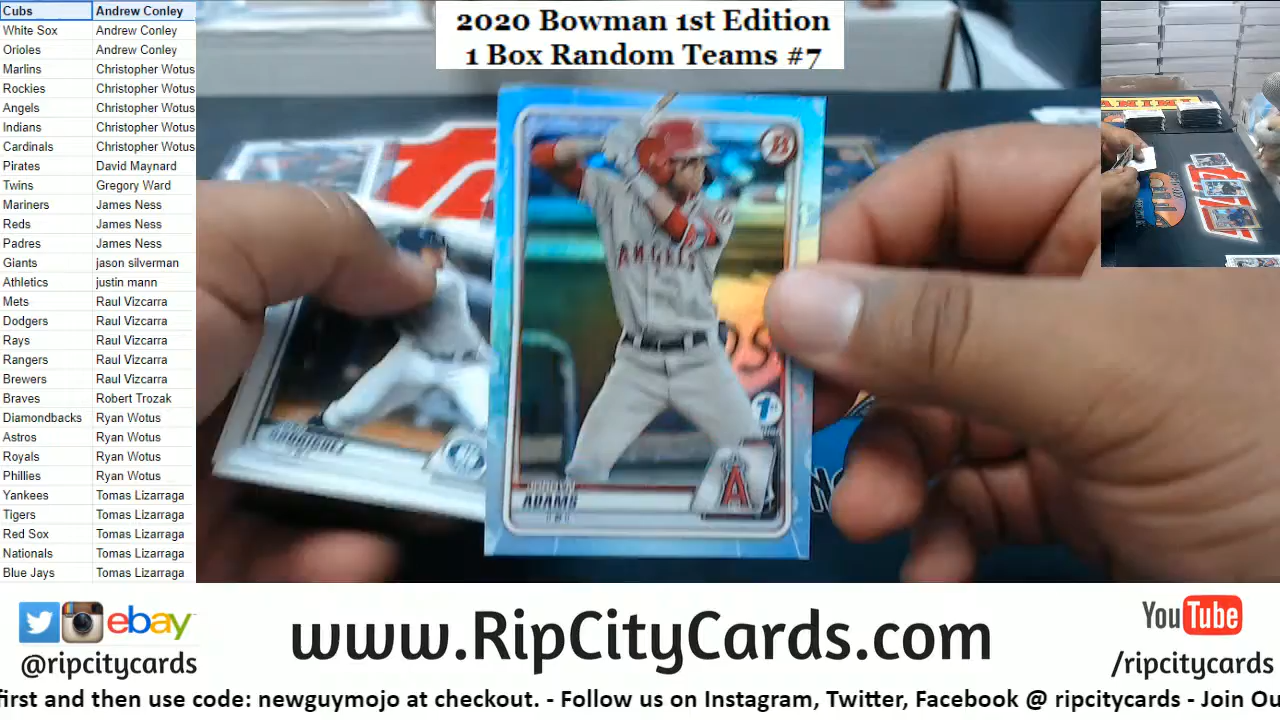 2020 Bowman 1st Edition
1 Box Random Teams #7
Cubs Andrew Conley
White Sox Andrew Conley
Orioles Andrew Conley
Marlins Christopher Wotus
Rockies Christopher Wotus
Angels Christopher Wotus
Indians Christopher Wotus
Cardinals Christopher Wotus
Pirates David Maynard
Twins Gregory Ward
Mariners James Ness
Reds James Ness
Padres James Ness
Giants jason silverman
Athletics justin mann
Mets Raul Vizcarra
Dodgers Raul Vizcarra
Rays Raul Vizcarra
Rangers Raul Vizcarra
Brewers Raul Vizcarra
Braves Robert Trozak
Diamondbacks Ryan Wotus
Astros Ryan Wotus
Royals Ryan Wotus
Phillies Ryan Wotus
Yankees Tomas Lizarraga
Tigers Tomas Lizarraga
Red Sox Tomas Lizarraga
Nationals Tomas Lizarraga
Blue Jays Tomas Lizarraga
B
ANGELS
1st
JORDYN
ADAMS
A
RODRIGUEZ
PANINI
ebay
@ripcitycards
www.RipCityCards.com
YouTube
/ripcitycards
first and then use code: newguymojo at checkout. - Follow us on Instagram, Twitter, Facebook @ ripcitycards - Join Ou